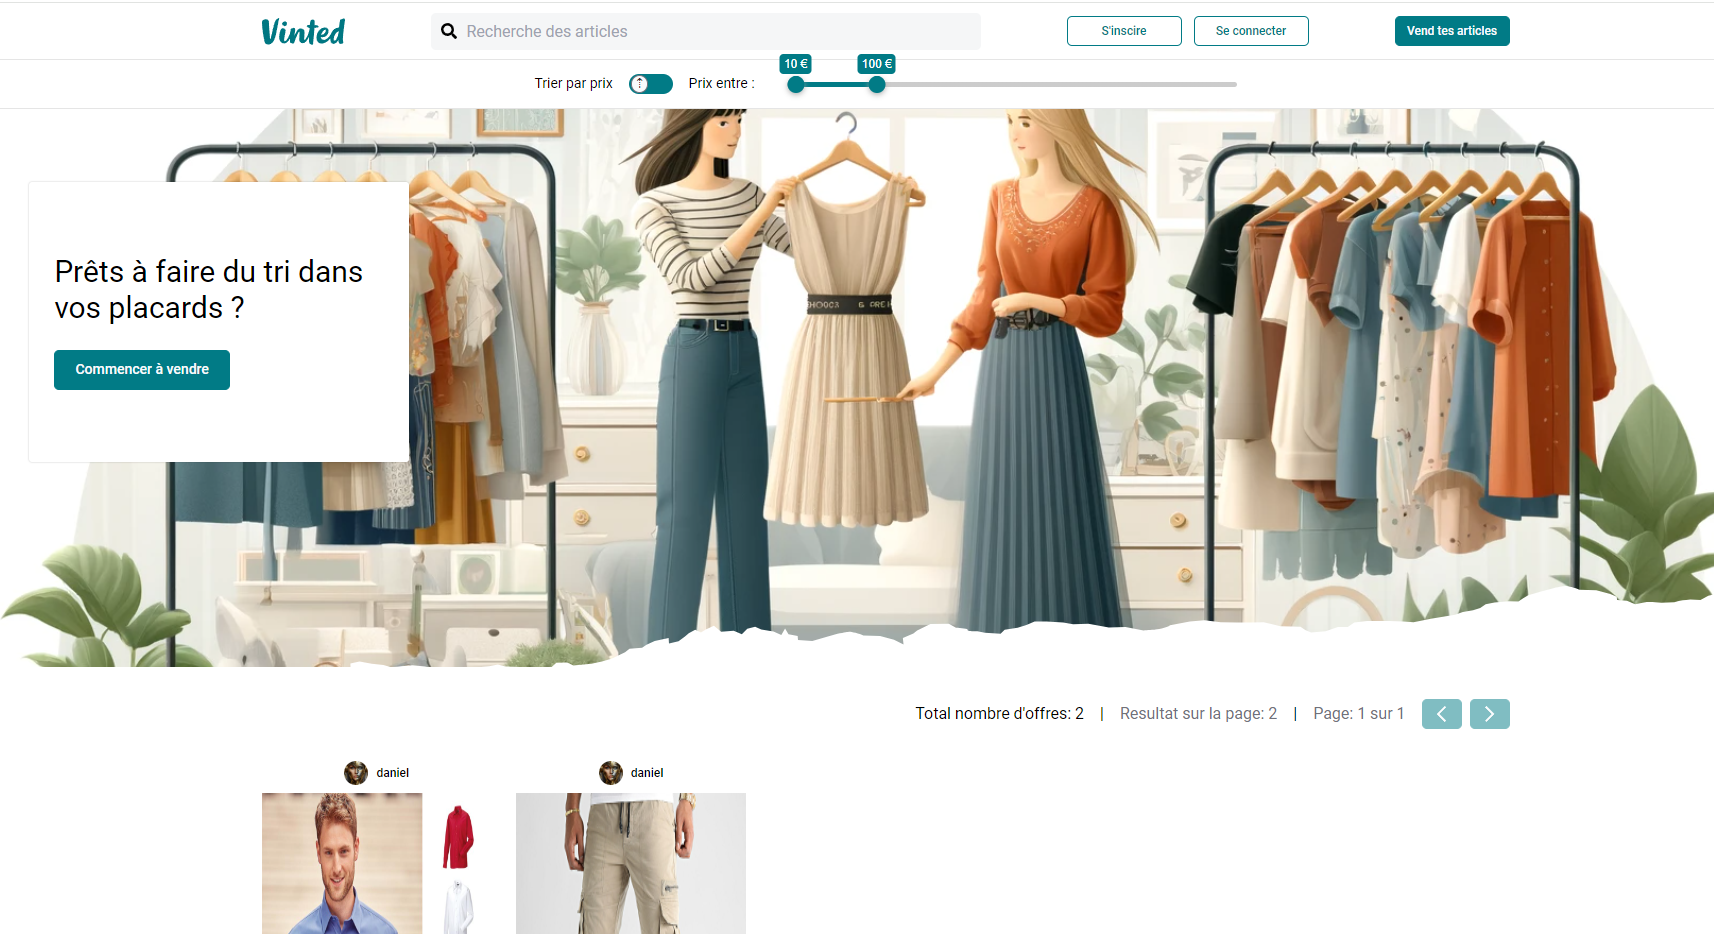 Vinted
Recherche des articles
S'inscire
Se connecter
Vend tes articles
10 €
100 €
Trier par prix
Prix entre :
Prêts à faire du tri dans
vos placards ?
Commencer à vendre
Total nombre d'offres: 2 | Resultat sur la page: 2 | Page: 1 sur 1
daniel
daniel